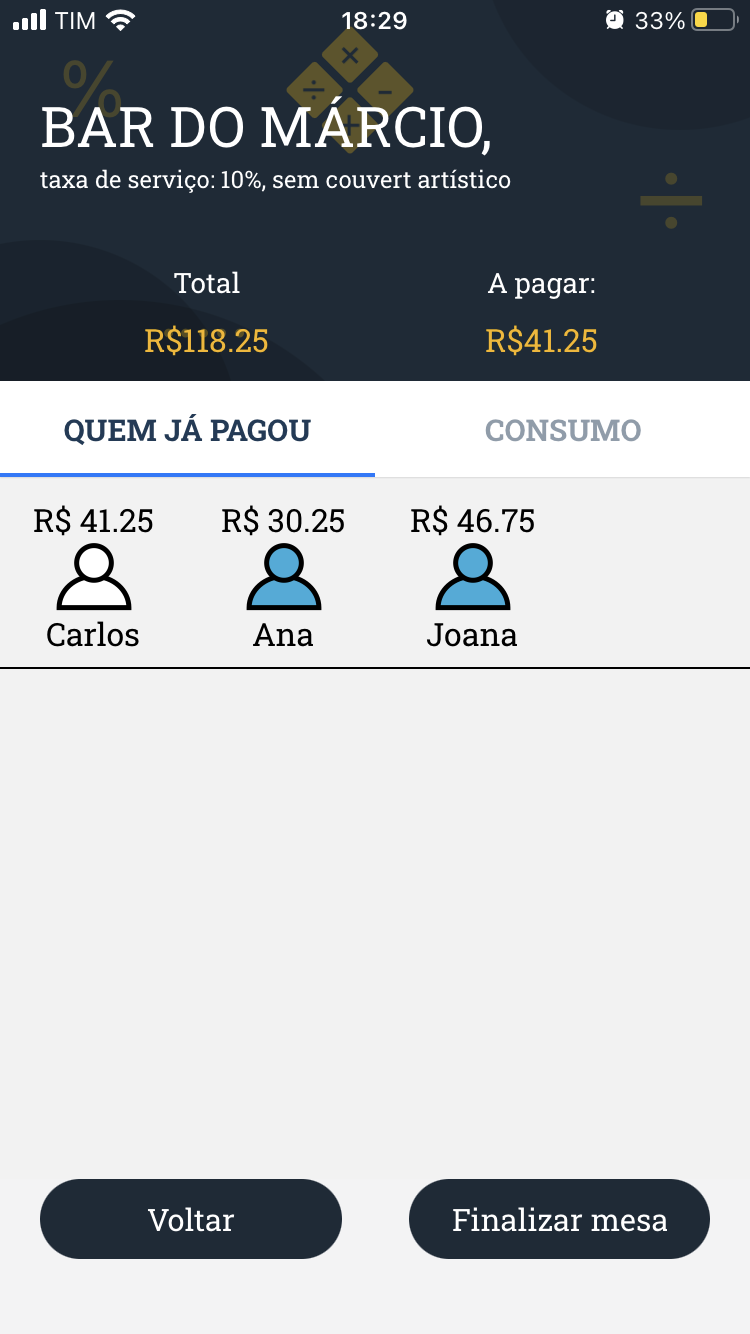 TIM 18:29 33%
BAR DO MÁRCIO,
taxa de serviço: 10%, sem couvert artístico
Total A pagar:
R$118.25 R$41.25
QUEM JÁ PAGOU CONSUMO
R$ 41.25 R$ 30.25 R$ 46.75
Carlos Ana Joana
Voltar Finalizar mesa